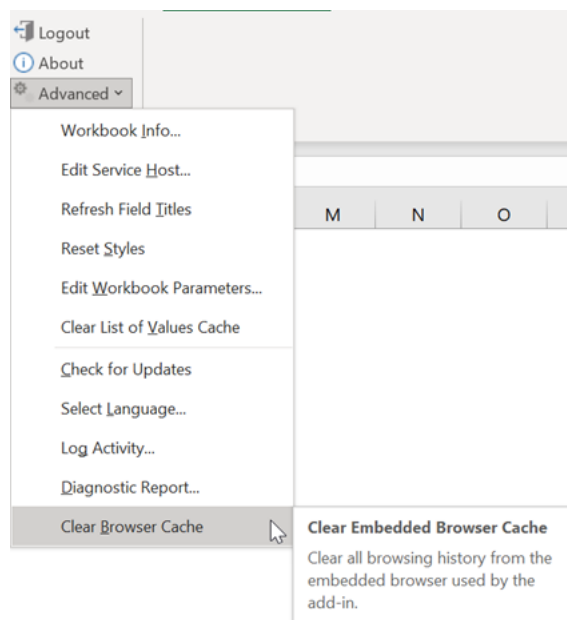 Logout
About
Advanced
Workbook Info...
Edit Service Host...
Refresh Field Titles
M N O
Reset Styles
Edit Workbook Parameters...
Clear List of Values Cache
Check for Updates
Select Language...
Log Activity...
Diagnostic Report...
Clear Browser Cache
Clear Embedded Browser Cache
Clear all browsing history from the
embedded browser used by the
add-in.